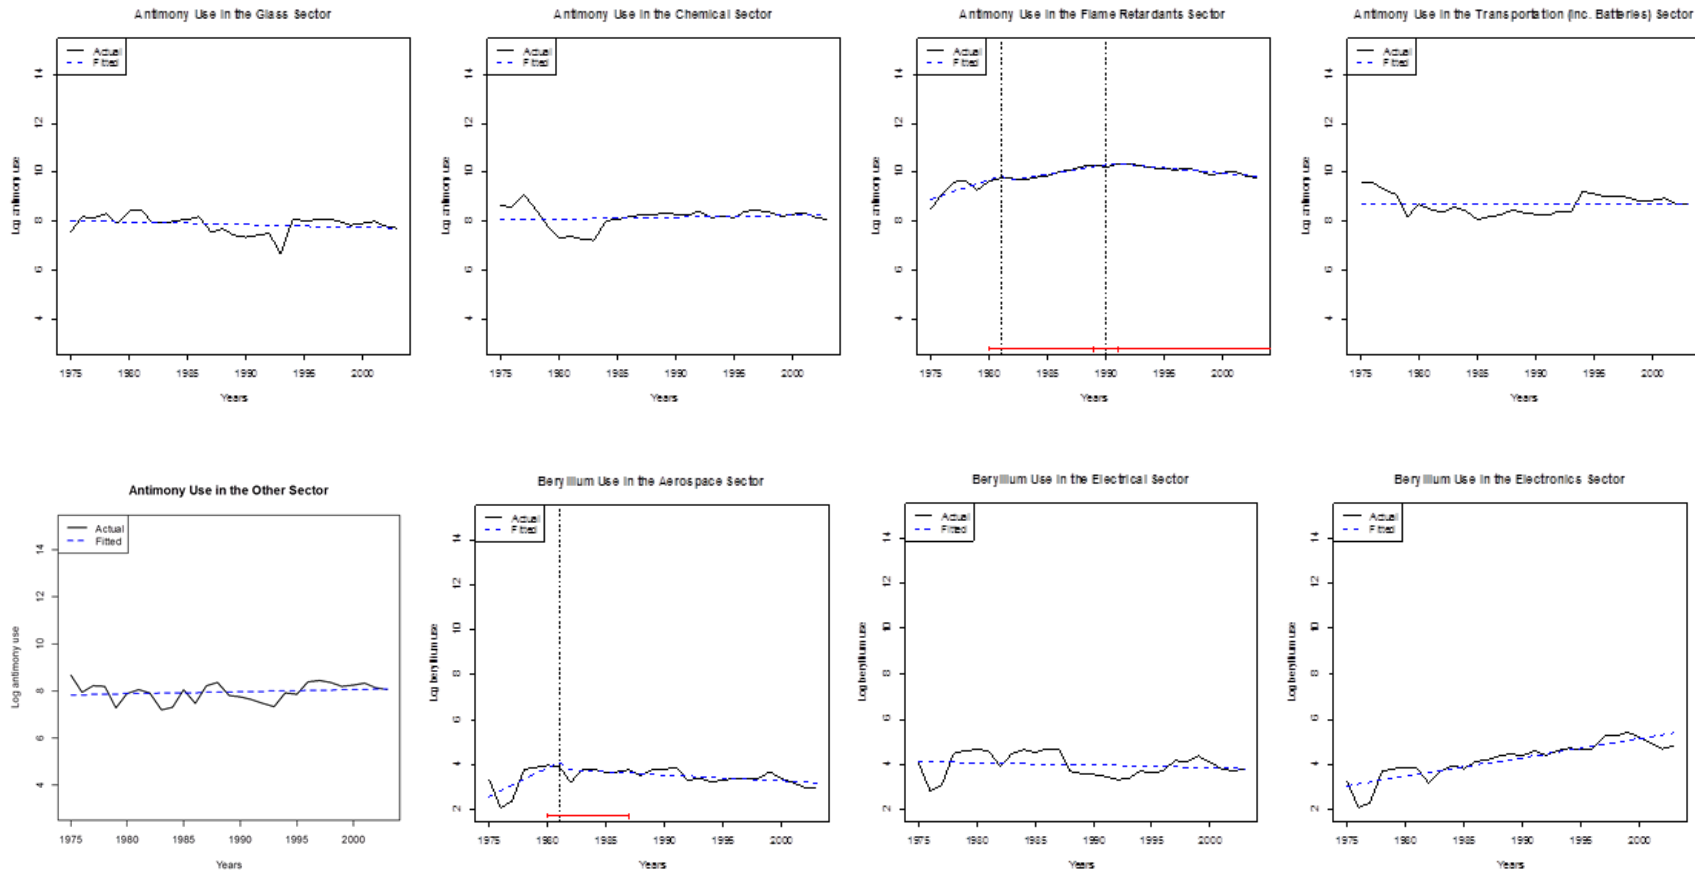 Antimony Use in the Glass Sector
Actual
Fitted
Log antimony use
4 6 8 10 12 14
1975 1980 1985 1990 1995 2000
Years
Antimony Use in the Chemical Sector
Actual
Fitted
Log antimony use
4 6 8 10 12 14
1975 1980 1985 1990 1995 2000
Years
Antimony Use in the Flame Retardants Sector
Actual
Fitted
Log antimony use
4 6 8 10 12 14
1975 1980 1985 1990 1995 2000
Years
Antimony Use in the Transportation (inc. Batteries) Sector
Actual
Fitted
Log antimony use
4 6 8 10 12 14
1975 1980 1985 1990 1995 2000
Years
Antimony Use in the Other Sector
Actual
Fitted
Log antimony use
4 6 8 10 12 14
1975 1980 1985 1990 1995 2000
Years
Beryllium Use in the Aerospace Sector
Actual
Fitted
Log beryllium use
2 4 6 8 10 12 14
1975 1980 1985 1990 1995 2000
Years
Beryllium Use in the Electrical Sector
Actual
Fitted
Log beryllium use
2 4 6 8 10 12 14
1975 1980 1985 1990 1995 2000
Years
Beryllium Use in the Electronics Sector
Actual
Fitted
Log beryllium use
2 4 6 8 10 12 14
1975 1980 1985 1990 1995 2000
Years